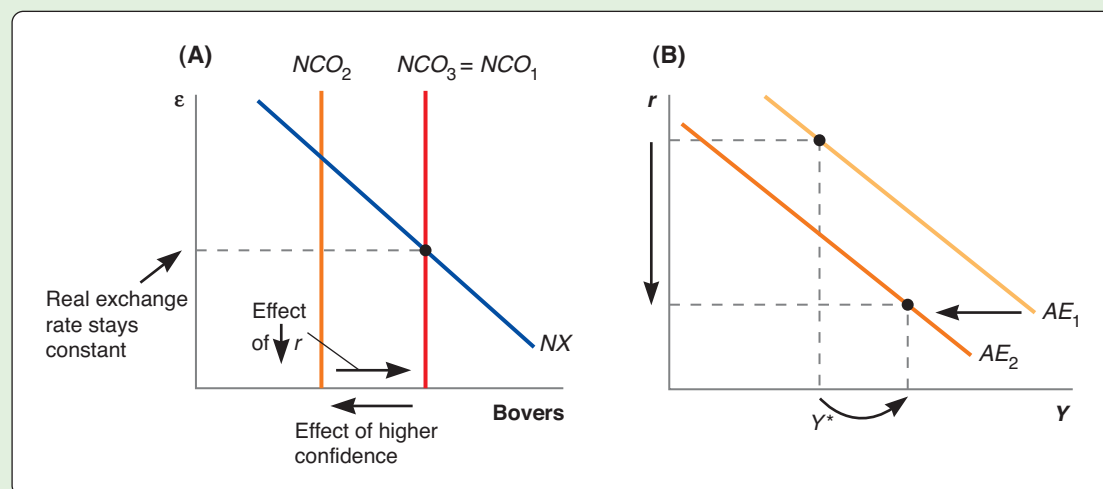 (A)
NCO₂
NCO₃ = NCO₁
ε
Real exchange
rate stays
constant
Effect
of ↓ r
NX
Bovers
Effect of higher
confidence
(B)
r
AE₁
AE₂
Y*
Y